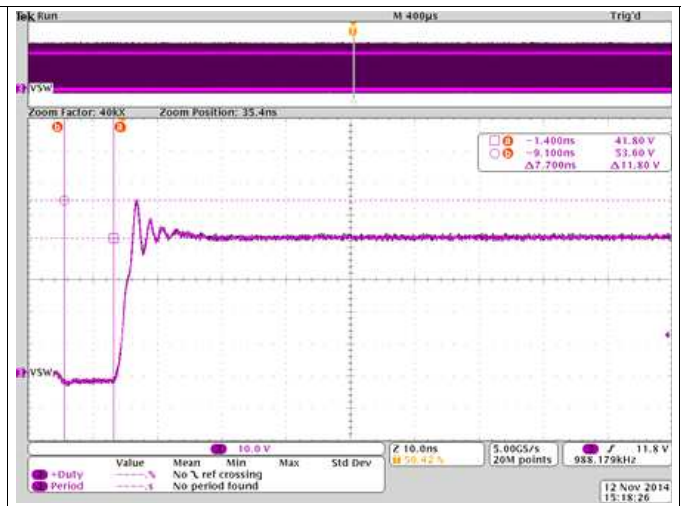 Tek Run M 400µs Trig'd
VSW
Zoom Factor: 40kX Zoom Position: 35.4ns
b a
a -1.400ns 41.80 V
b -9.100ns 53.60 V
Δ7.700ns Δ11.80 V
VSW
10.0 V Z 10.0ns 5.00GS/s 11.8 V
50.42 % 20M points 988.179kHz
Value Mean Min Max Std Dev
+Duty ----.% No ref crossing
Period ----.s No period found
12 Nov 2014
15:18:26